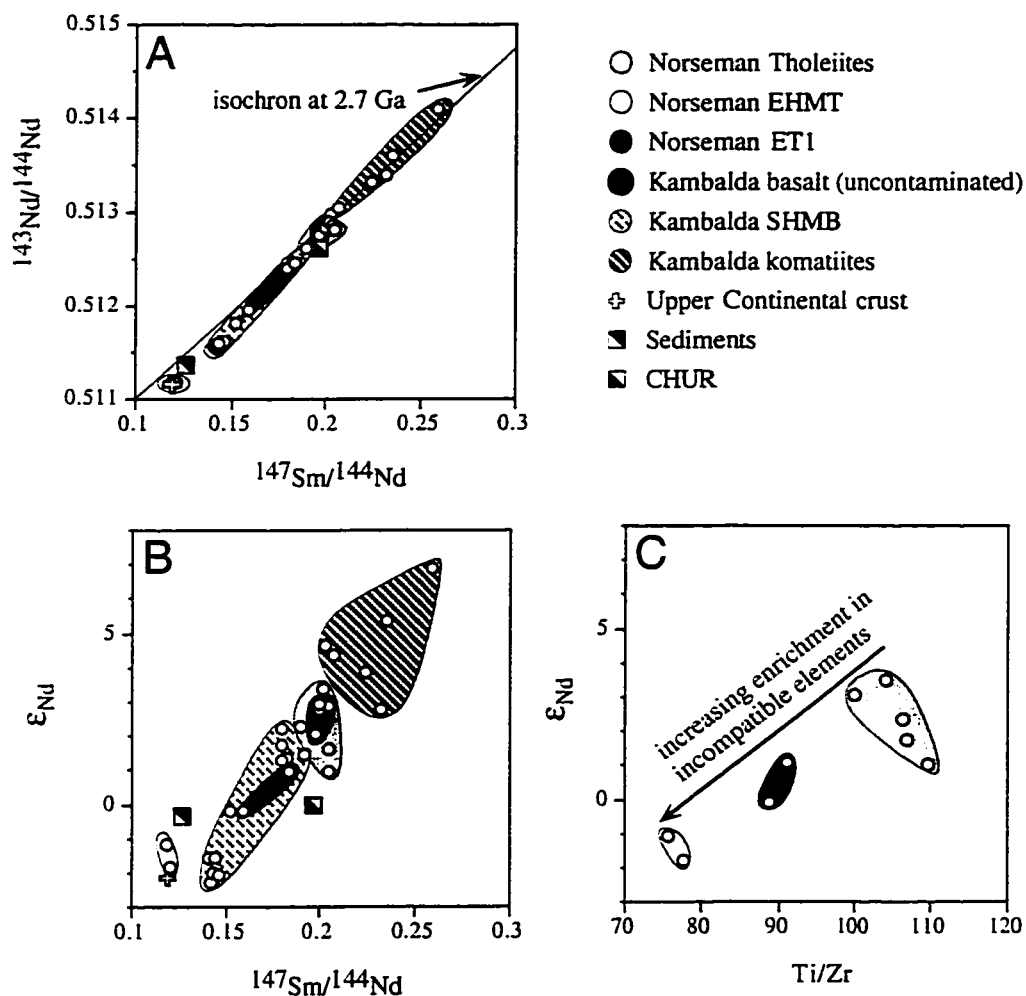 A
0.515
0.514
0.513
0.512
0.511
143Nd/144Nd
isochron at 2.7 Ga
0.1
0.15
0.2
0.25
0.3
147Sm/144Nd
Norseman Tholeiites
Norseman EHMT
Norseman ET1
Kambalda basalt (uncontaminated)
Kambalda SHMB
Kambalda komatiites
Upper Continental crust
Sediments
CHUR
B
5
0
εNd
0.1
0.15
0.2
0.25
0.3
147Sm/144Nd
C
5
0
εNd
increasing enrichment in
incompatible elements
70
80
90
100
110
120
Ti/Zr